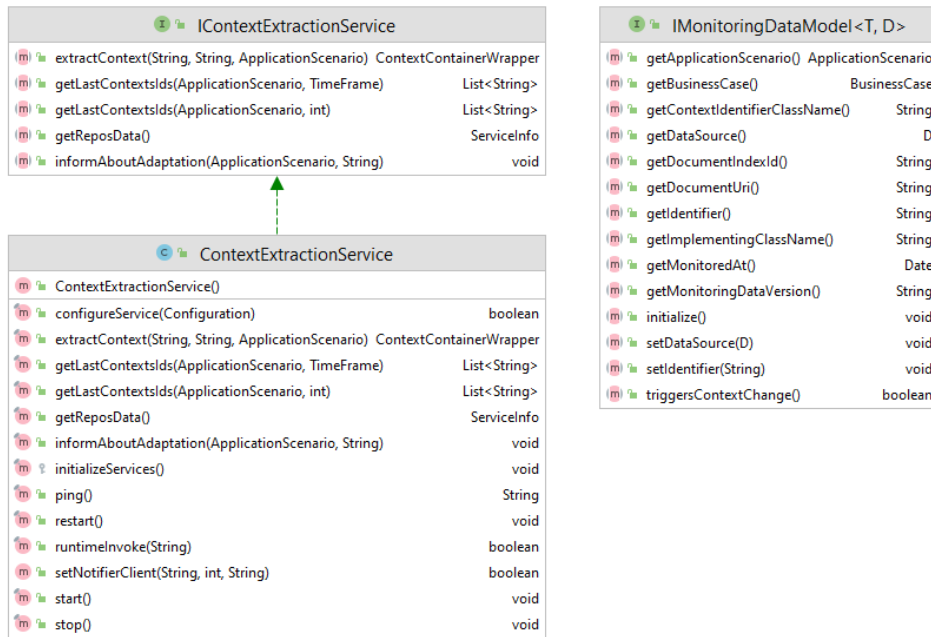 IContextExtractionService
extractContext(String, String, ApplicationScenario) ContextContainerWrapper
getLastContextsIds(ApplicationScenario, TimeFrame) List<String>
getLastContextsIds(ApplicationScenario, int) List<String>
getReposData() ServiceInfo
informAboutAdaptation(ApplicationScenario, String) void
ContextExtractionService
ContextExtractionService()
configureService(Configuration) boolean
extractContext(String, String, ApplicationScenario) ContextContainerWrapper
getLastContextsIds(ApplicationScenario, TimeFrame) List<String>
getLastContextsIds(ApplicationScenario, int) List<String>
getReposData() ServiceInfo
informAboutAdaptation(ApplicationScenario, String) void
initializeServices() void
ping() String
restart() void
runtimeInvoke(String) boolean
setNotifierClient(String, int, String) boolean
start() void
stop() void
IMonitoringDataModel<T, D>
getApplicationScenario() ApplicationScenario
getBusinessCase() BusinessCase
getContextIdentifierClassName() String
getDataSource() D
getDocumentIndexId() String
getDocumentUri() String
getIdentifier() String
getImplementingClassName() String
getMonitoredAt() Date
getMonitoringDataVersion() String
initialize() void
setDataSource(D) void
setIdentifier(String) void
triggersContextChange() boolean